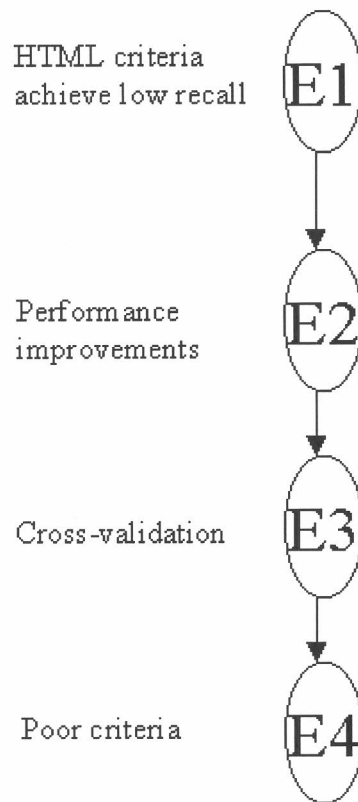 HTML criteria
achieve low recall
E1
Performance
improvements
E2
Cross-validation
E3
Poor criteria
E4